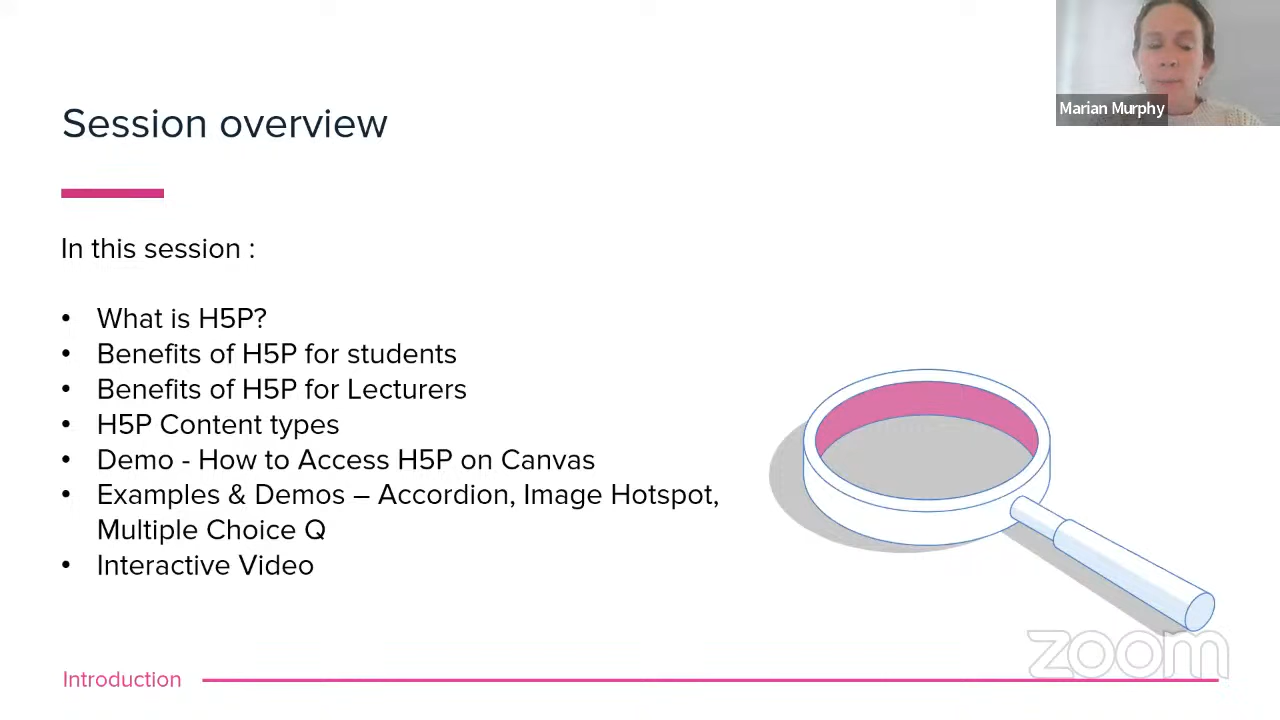 Marian Murphy
Session overview
In this session :
• What is H5P?
• Benefits of H5P for students
• Benefits of H5P for Lecturers
• H5P Content types
• Demo - How to Access H5P on Canvas
• Examples & Demos – Accordion, Image Hotspot,
Multiple Choice Q
• Interactive Video
zoom
Introduction